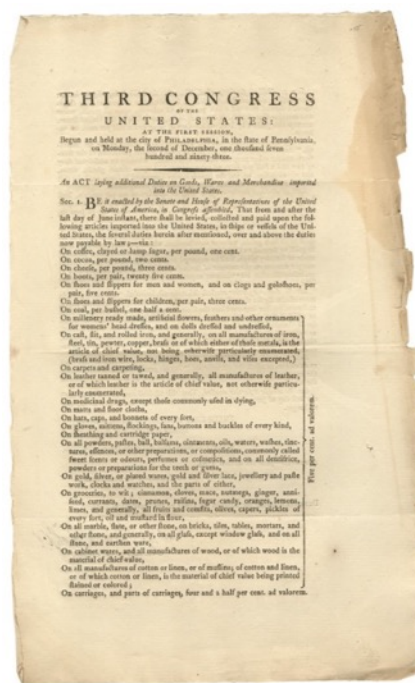 THIRD CONGRESS
OF THE
UNITED STATES:
AT THE FIRST SESSION,
Begun and held at the city of PHILADELPHIA, in the state of Pennsylvania,
on Monday, the second of December, one thousand seven
hundred and ninety-three.
An ACT laying additional Duties on Goods, Wares and Merchandise imported
into the United States.
Sec. 1. BE it enacted by the Senate and House of Representatives of the United
States of America, in Congress assembled, That from and after the
last day of June instant, there shall be levied, collected and paid upon the fol-
lowing articles imported into the United States, in ships or vessels of the Uni-
ted States, the several duties herein after mentioned, over and above the duties
now payable by law;—viz:
On coffee, clayed or lump sugar, per pound, one cent.
On cocoa, per pound, two cents.
On cheese, per pound, three cents.
On boots, per pair, twenty five cents.
On shoes and slippers for men and women, and on clogs and goloshoes, per
pair, five cents.
On shoes and slippers for children, per pair, three cents.
On coal, per bushel, one half a cent.
On millenery ready made, artificial flowers, feathers and other ornaments
for womens' head dresses, and on dolls dressed and undressed,
On cast, slit, and rolled iron, and generally, on all manufactures of iron,
steel, tin, pewter, copper, brass or of which either of those metals, is the
article of chief value, not being otherwise particularly enumerated,
(brass and iron wire, locks, hinges, hoes, anvils, and vises excepted,)
On carpets and carpeting,
On leather tanned or tawed, and generally, all manufactures of leather,
or of which leather is the article of chief value, not otherwise particu-
larly enumerated,
On medicinal drugs, except those commonly used in dying,
On matts and floor cloths,
On hats, caps, and bonnets of every sort,
On gloves, mittens, stockings, fans, buttons and buckles of every kind,
On sheathing and cartridge paper,
On all powders, pastes, balls, balsams, ointments, oils, waters, washes, tinc-
tures, essences, or other preparations, or compositions, commonly called
sweet scents or odours, perfumes or cosmetics, and on all dentifrice,
powders or preparations for the teeth or gums,
On gold, silver, or plated wares, gold and silver lace, jewellery and paste
work, clocks and watches, and the parts of either,
On groceries, to wit; cinnamon, cloves, mace, nutmegs, ginger, anni-
seed, currants, dates, prunes, raisins, sugar candy, oranges, lemons,
limes, and generally, all fruits and comfits, olives, capers, pickles of
every sort, oil and mustard in flour,
On all marble, slate, or other stone, on bricks, tiles, tables, mortars, and
other stone, and generally, on all glass, except window glass, and on all
stone, and earthen ware,
On cabinet wares, and all manufactures of wood, or of which wood is the
material of chief value,
On all manufactures of cotton or linen, or of muslins; of cotton and linen,
or of which cotton or linen, is the material of chief value being printed
stained or colored;
Five per cent. ad valorem.
On carriages, and parts of carriages, four and a half per cent. ad valorem.